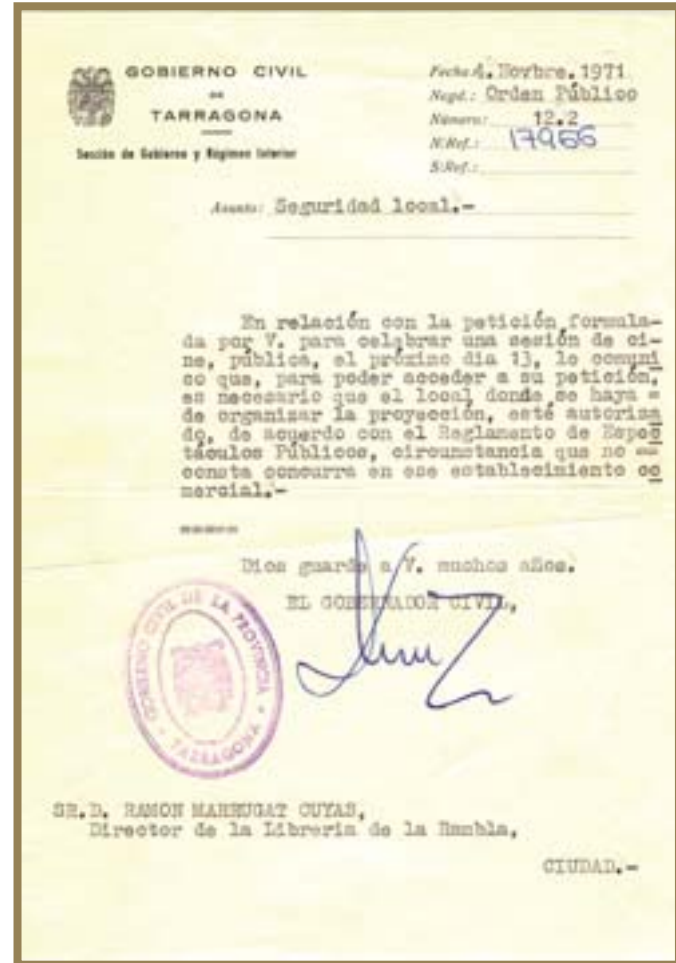 GOBIERNO CIVIL
DE
TARRAGONA
Sección de Gobierno y Régimen Interior
Fecha 4. Novbre. 1971
Negd.: Orden Público
Número: 12.2
N/Ref.: 17966
S/Ref.:
Asunto: Seguridad local.-
En relación con la petición formula-
da por V. para celebrar una sesión de ci-
ne, pública, el próximo dia 13, le comuni
co que, para poder acceder a su petición,
es necesario que el local donde se haya =
de organizar la proyección, esté autoriza
do, de acuerdo con el Reglamento de Espec
táculos Públicos, circunstancia que no ==
consta concurra en ese establecimiento co
mercial.-
=====
Dios guarde a V. muchos años.
EL GOBERNADOR CIVIL,
GOBIERNO CIVIL DE LA PROVINCIA
TARRAGONA
SR.D. RAMON MARRUGAT CUYAS,
Director de la Libreria de la Rambla,
CIUDAD.-